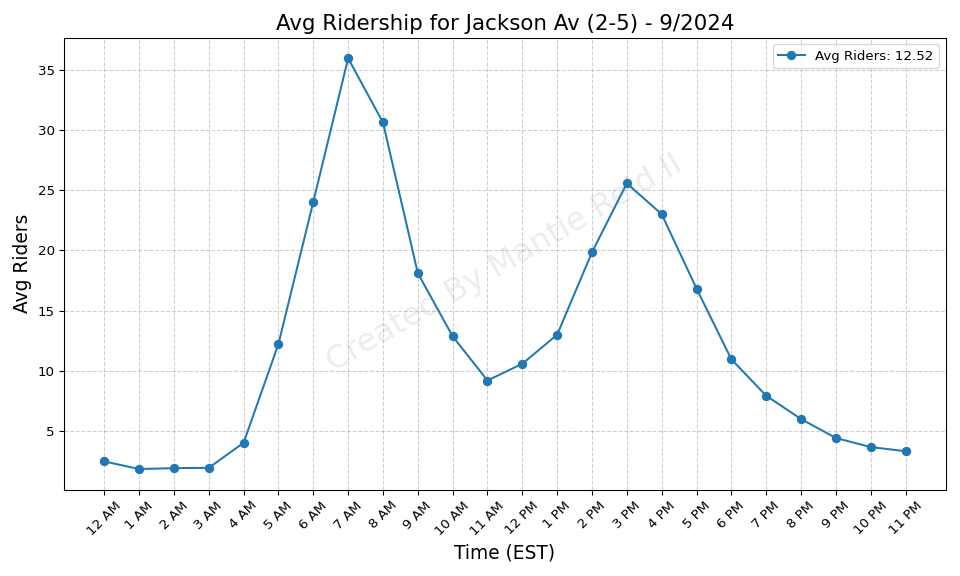 Avg Ridership for Jackson Av (2-5) - 9/2024
Avg Riders: 12.52
Avg Riders
35
30
25
20
15
10
5
Created By Mantle Reid II
12 AM
1 AM
2 AM
3 AM
4 AM
5 AM
6 AM
7 AM
8 AM
9 AM
10 AM
11 AM
12 PM
1 PM
2 PM
3 PM
4 PM
5 PM
6 PM
7 PM
8 PM
9 PM
10 PM
11 PM
Time (EST)